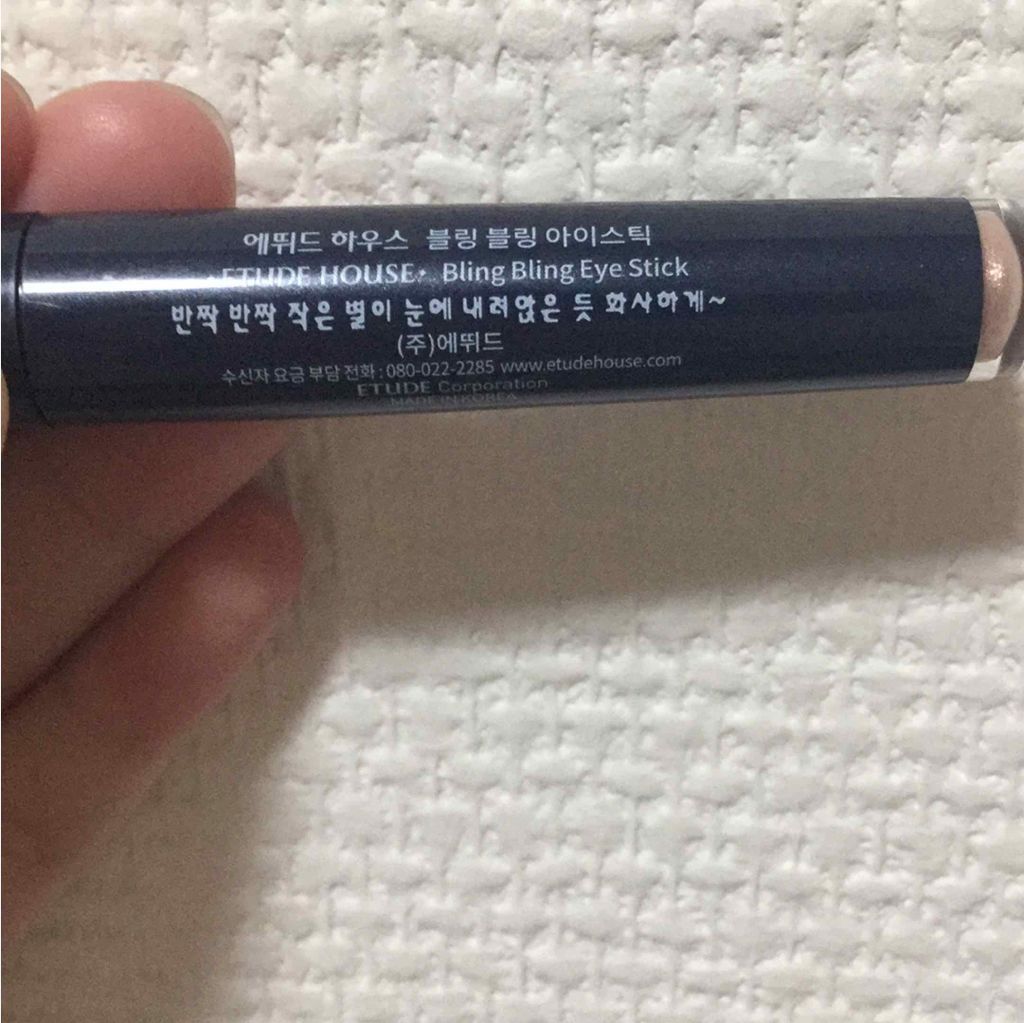 에뛰드 하우스 블링 블링 아이스틱
ETUDE HOUSE· Bling Bling Eye Stick
반짝 반짝 작은 별이 눈에 내려앉은 듯 화사하게~
(주)에뛰드
수신자 요금 부담 전화 : 080-022-2285 www.etudehouse.com
ETUDE Corporation
MADE IN KOREA